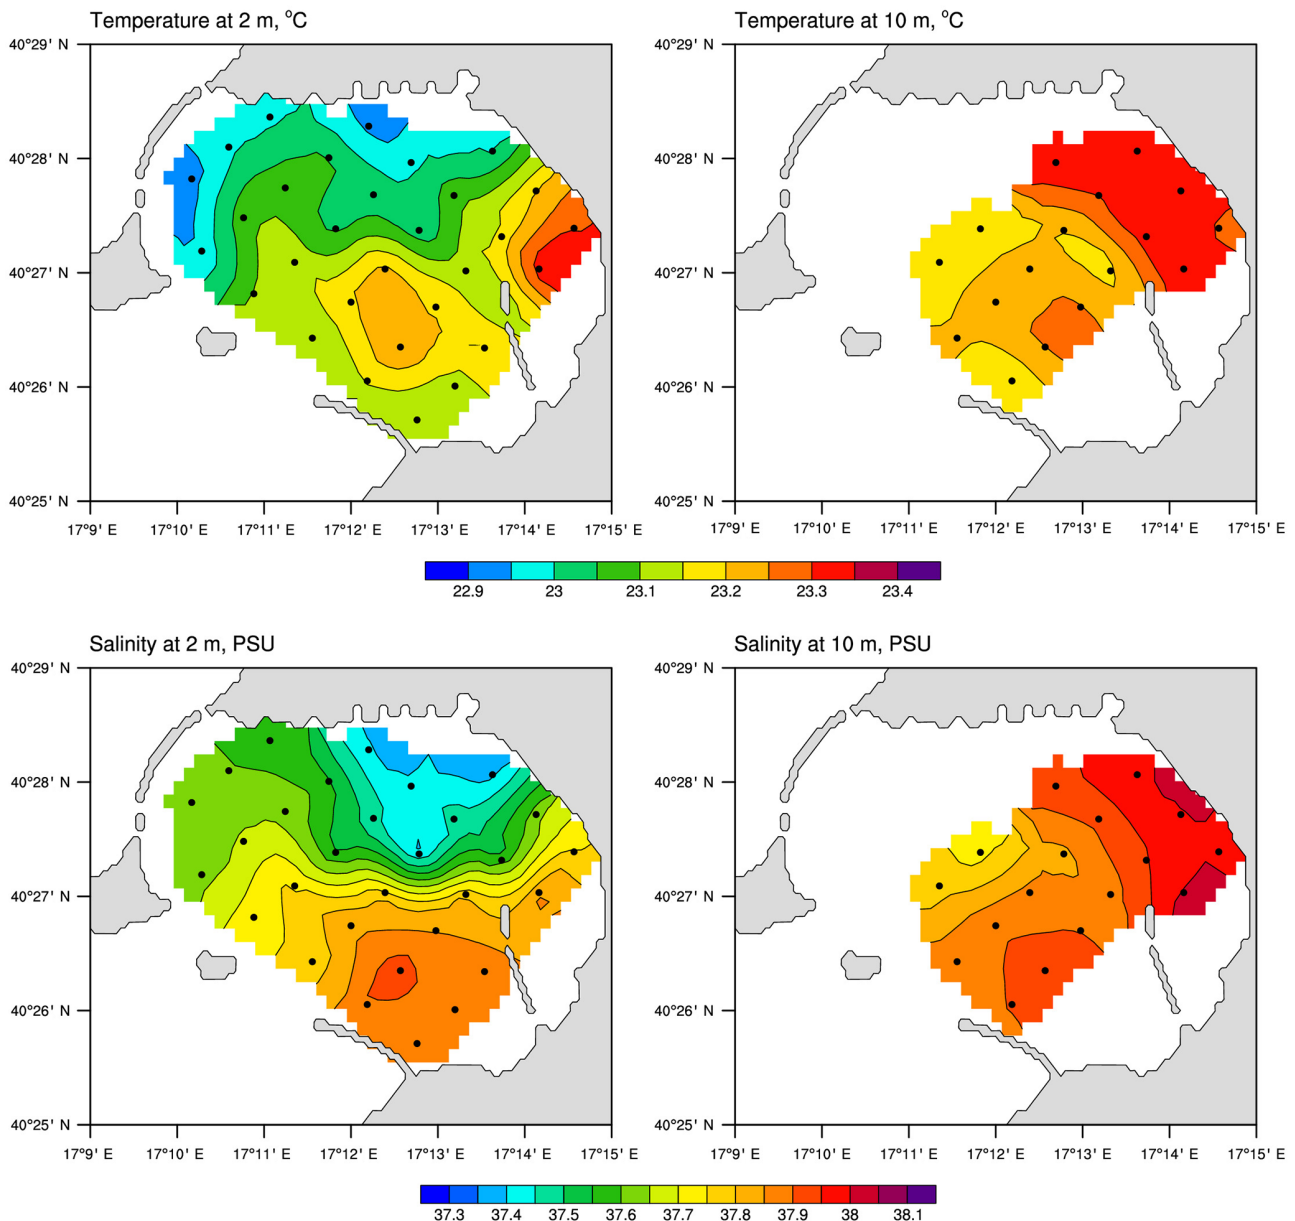 Temperature at 2 m, °C
Temperature at 10 m, °C
40°29' N
40°28' N
40°27' N
40°26' N
40°25' N
17°9' E 17°10' E 17°11' E 17°12' E 17°13' E 17°14' E 17°15' E
40°29' N
40°28' N
40°27' N
40°26' N
40°25' N
17°9' E 17°10' E 17°11' E 17°12' E 17°13' E 17°14' E 17°15' E
22.9 23 23.1 23.2 23.3 23.4
Salinity at 2 m, PSU
Salinity at 10 m, PSU
40°29' N
40°28' N
40°27' N
40°26' N
40°25' N
17°9' E 17°10' E 17°11' E 17°12' E 17°13' E 17°14' E 17°15' E
40°29' N
40°28' N
40°27' N
40°26' N
40°25' N
17°9' E 17°10' E 17°11' E 17°12' E 17°13' E 17°14' E 17°15' E
37.3 37.4 37.5 37.6 37.7 37.8 37.9 38 38.1